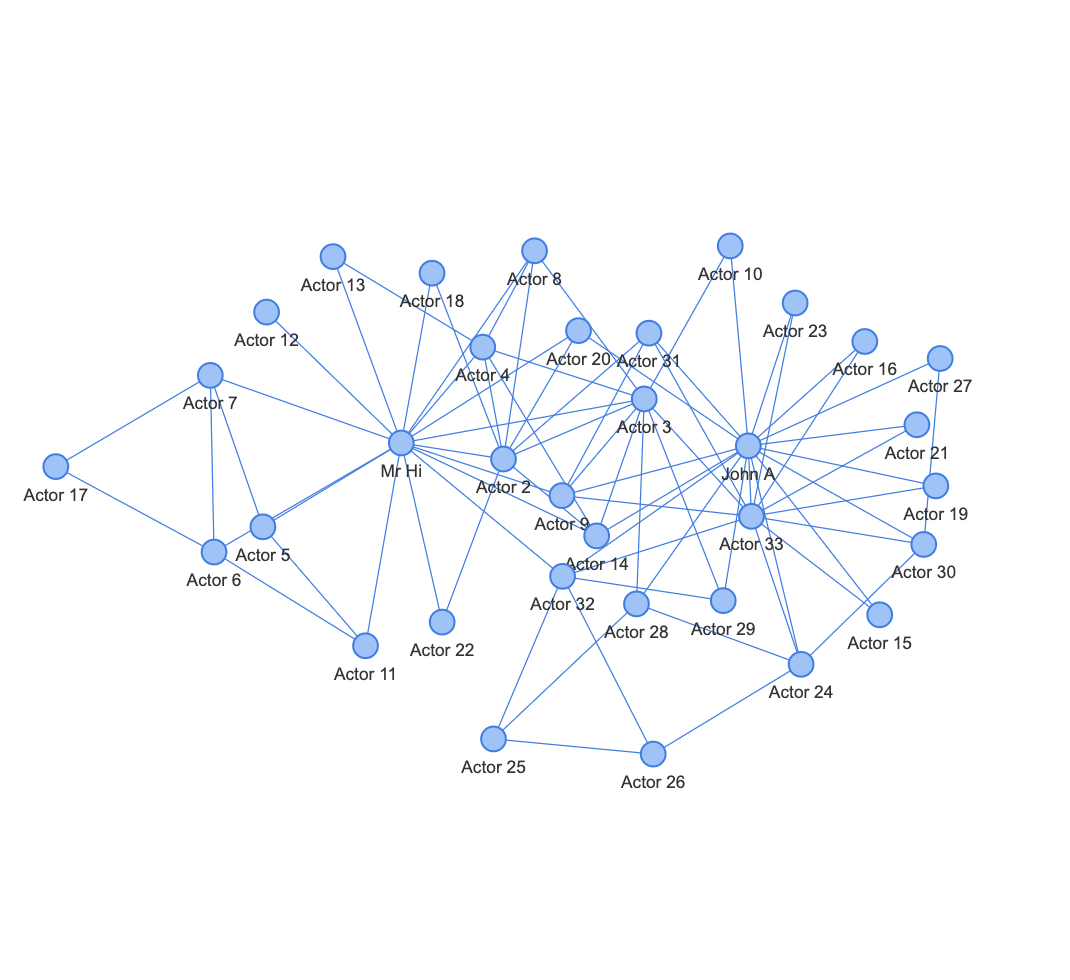 Actor 10
Actor 8
Actor 13
Actor 18
Actor 23
Actor 12
Actor 20
Actor 31
Actor 16
Actor 4
Actor 27
Actor 7
Actor 3
Actor 21
Mr Hi
John A
Actor 2
Actor 17
Actor 19
Actor 9
Actor 33
Actor 5
Actor 14
Actor 30
Actor 6
Actor 32
Actor 29
Actor 28
Actor 15
Actor 22
Actor 11
Actor 24
Actor 25
Actor 26